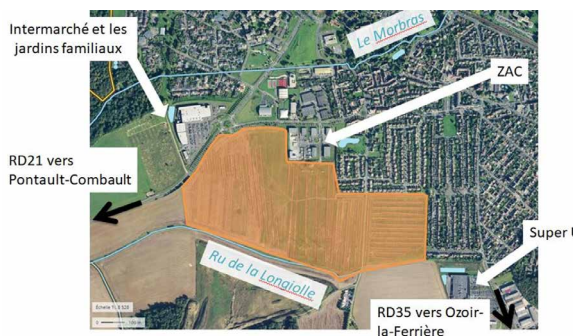 Intermarché et les
jardins familiaux
Le Morbras
ZAC
RD21 vers
Pontault-Combault
Ru de la Longiolle
Super U
RD35 vers Ozoir-
la-Ferrière